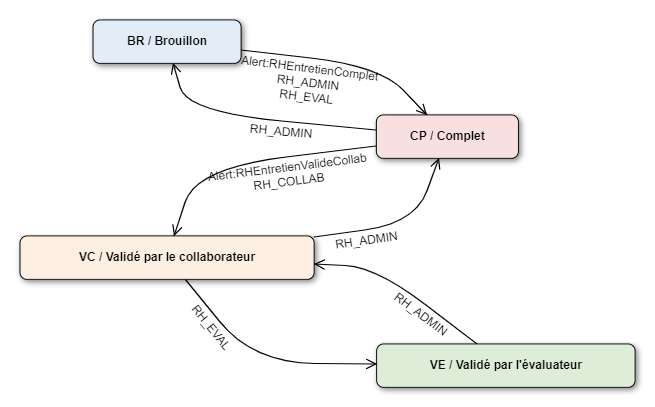 BR / Brouillon
Alert:RHEntretienComplet
RH_ADMIN
RH_EVAL
RH_ADMIN
CP / Complet
Alert:RHEntretienValideCollab
RH_COLLAB
RH_ADMIN
VC / Validé par le collaborateur
RH_EVAL
RH_ADMIN
VE / Validé par l'évaluateur